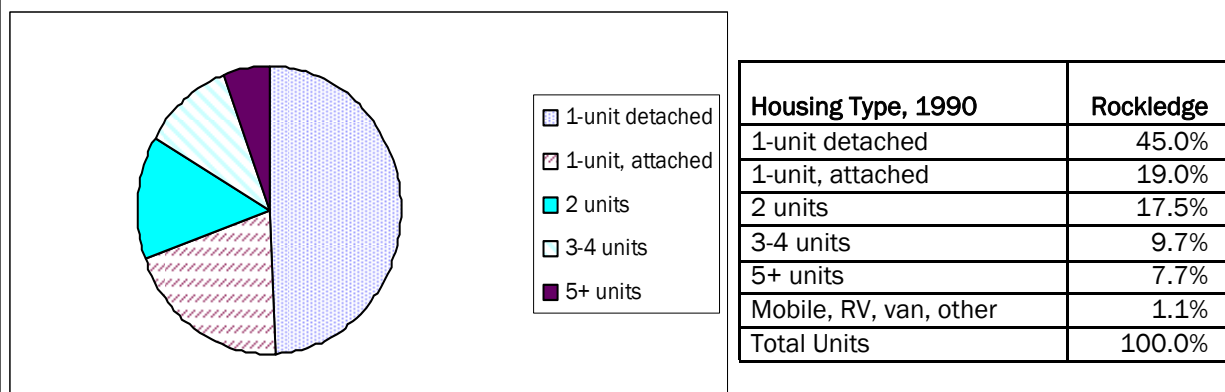 1-unit detached
1-unit, attached
2 units
3-4 units
5+ units
Housing Type, 1990 Rockledge
1-unit detached 45.0%
1-unit, attached 19.0%
2 units 17.5%
3-4 units 9.7%
5+ units 7.7%
Mobile, RV, van, other 1.1%
Total Units 100.0%